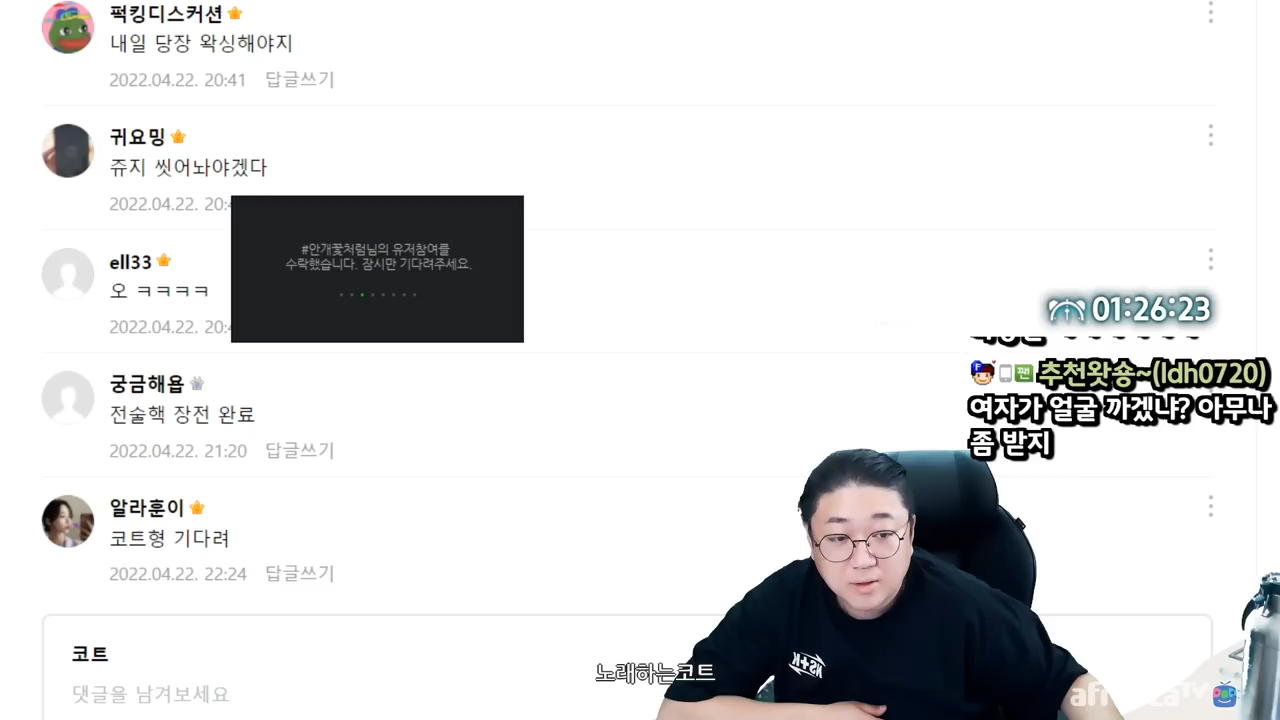 퍽킹디스커션
내일 당장 왁싱해야지
2022.04.22. 20:41 답글쓰기
귀요밍
쥬지 씻어놔야겠다
2022.04.22. 20:4
#안개꽃처럼님의 유저참여를
수락했습니다. 잠시만 기다려주세요.
ell33
오 ㅋㅋㅋㅋ
2022.04.22. 20:4
01:26:23
추천왓숑~(ldh0720)
여자가 얼굴 까겠냐? 아무나
좀 받지
궁금해욥
전술핵 장전 완료
2022.04.22. 21:20 답글쓰기
알라훈이
코트형 기다려
2022.04.22. 22:24 답글쓰기
코트
댓글을 남겨보세요
노래하는코트
NS+K